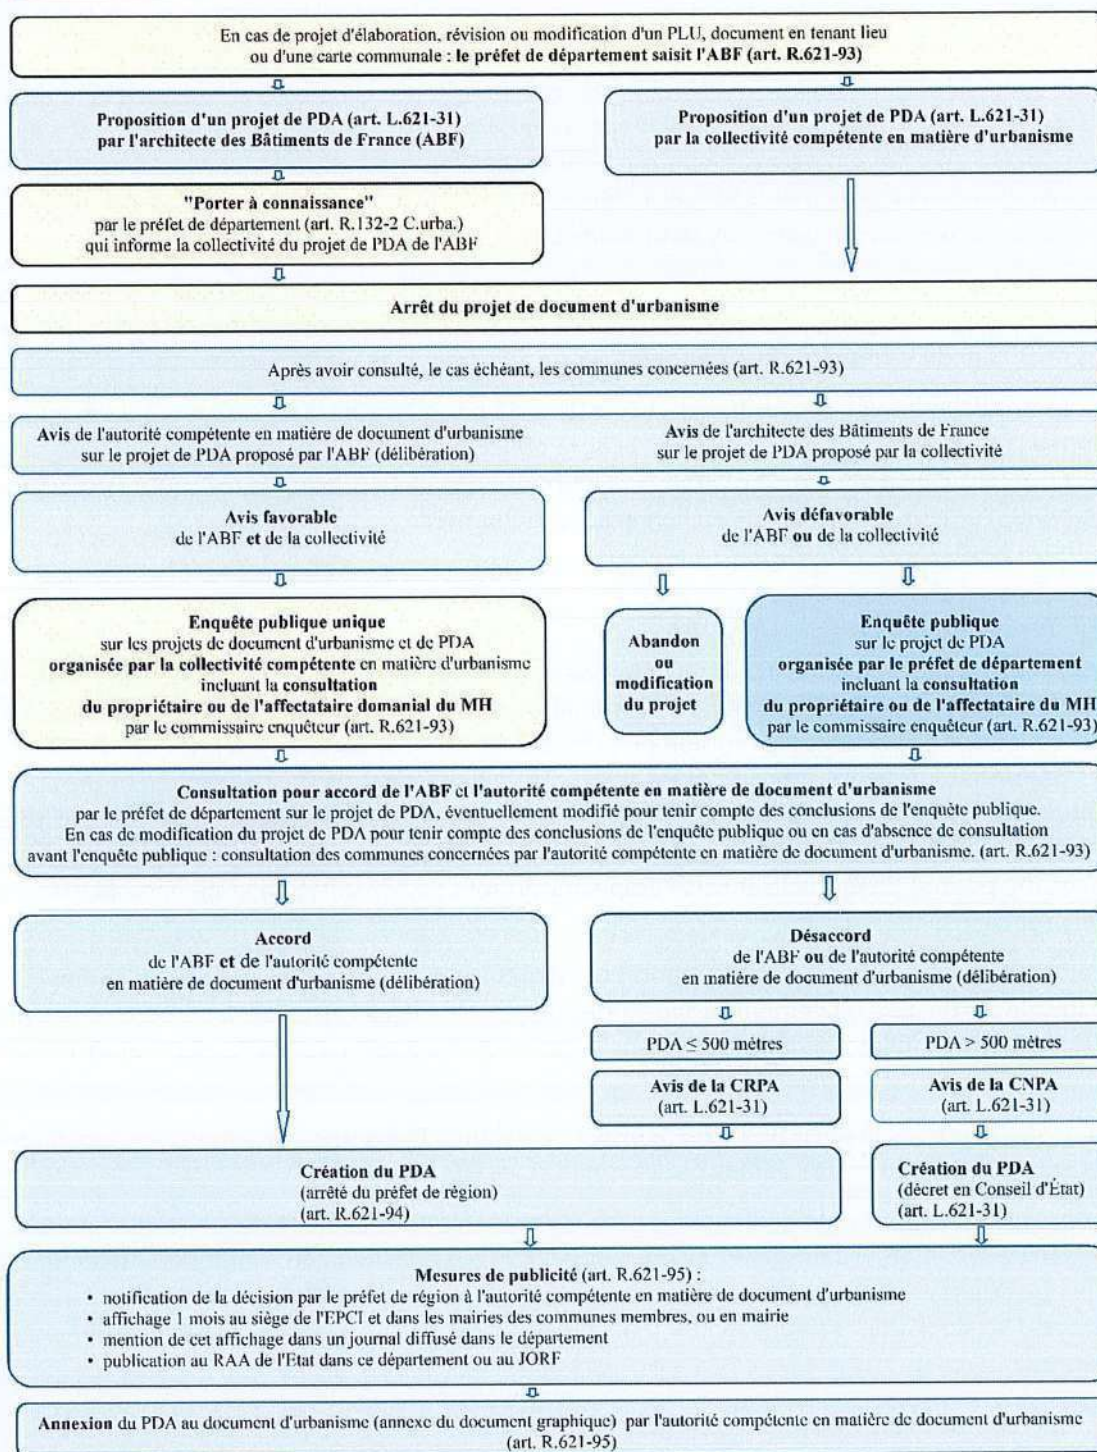 En cas de projet d'élaboration, révision ou modification d'un PLU, document en tenant lieu
ou d'une carte communale : le préfet de département saisit l'ABF (art. R.621-93)
Proposition d'un projet de PDA (art. L.621-31)
par l'architecte des Bâtiments de France (ABF)
Proposition d'un projet de PDA (art. L.621-31)
par la collectivité compétente en matière d'urbanisme
"Porter à connaissance"
par le préfet de département (art. R.132-2 C.urba.)
qui informe la collectivité du projet de PDA de l'ABF
Arrêt du projet de document d'urbanisme
Après avoir consulté, le cas échéant, les communes concernées (art. R.621-93)
Avis de l'autorité compétente en matière de document d'urbanisme
sur le projet de PDA proposé par l'ABF (délibération)
Avis de l'architecte des Bâtiments de France
sur le projet de PDA proposé par la collectivité
Avis favorable
de l'ABF et de la collectivité
Avis défavorable
de l'ABF ou de la collectivité
Enquête publique unique
sur les projets de document d'urbanisme et de PDA
organisée par la collectivité compétente en matière d'urbanisme
incluant la consultation
du propriétaire ou de l'affectataire domanial du MH
par le commissaire enquêteur (art. R.621-93)
Abandon
ou
modification
du projet
Enquête publique
sur le projet de PDA
organisée par le préfet de département
incluant la consultation
du propriétaire ou de l'affectataire du MH
par le commissaire enquêteur (art. R.621-93)
Consultation pour accord de l'ABF et l'autorité compétente en matière de document d'urbanisme
par le préfet de département sur le projet de PDA, éventuellement modifié pour tenir compte des conclusions de l'enquête publique.
En cas de modification du projet de PDA pour tenir compte des conclusions de l'enquête publique ou en cas d'absence de consultation
avant l'enquête publique : consultation des communes concernées par l'autorité compétente en matière de document d'urbanisme. (art. R.621-93)
Accord
de l'ABF et de l'autorité compétente
en matière de document d'urbanisme (délibération)
Désaccord
de l'ABF ou de l'autorité compétente
en matière de document d'urbanisme (délibération)
PDA ≤ 500 mètres
PDA > 500 mètres
Avis de la CRPA
(art. L.621-31)
Avis de la CNPA
(art. L.621-31)
Création du PDA
(arrêté du préfet de région)
(art. R.621-94)
Création du PDA
(décret en Conseil d'État)
(art. L.621-31)
Mesures de publicité (art. R.621-95) :
• notification de la décision par le préfet de région à l'autorité compétente en matière de document d'urbanisme
• affichage 1 mois au siège de l'EPCI et dans les mairies des communes membres, ou en mairie
• mention de cet affichage dans un journal diffusé dans le département
• publication au RAA de l'Etat dans ce département ou au JORF
Annexion du PDA au document d'urbanisme (annexe du document graphique) par l'autorité compétente en matière de document d'urbanisme
(art. R.621-95)